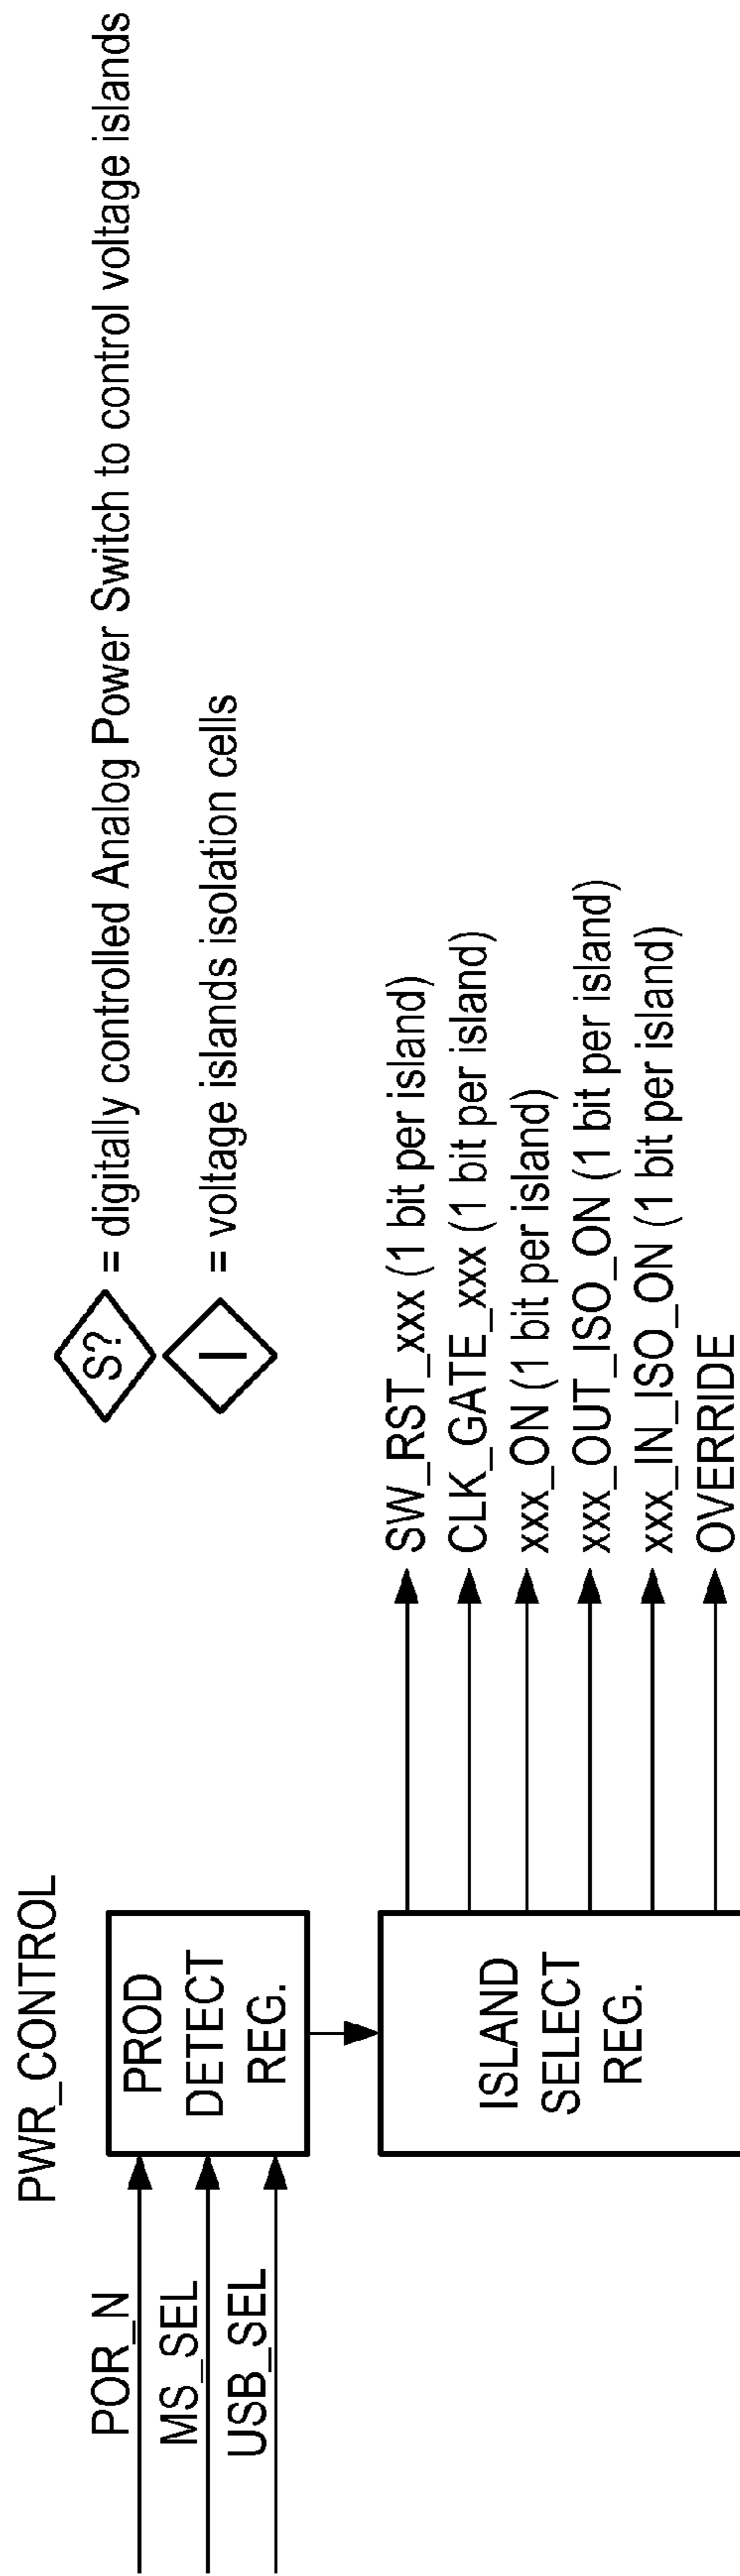 PWR_CONTROL
POR_N
MS_SEL
USB_SEL
PROD
DETECT
REG.
ISLAND
SELECT
REG.
S? = digitally controlled Analog Power Switch to control voltage islands
I = voltage islands isolation cells
SW_RST_xxx (1 bit per island)
CLK_GATE_xxx (1 bit per island)
xxx_ON (1 bit per island)
xxx_OUT_ISO_ON (1 bit per island)
xxx_IN_ISO_ON (1 bit per island)
OVERRIDE